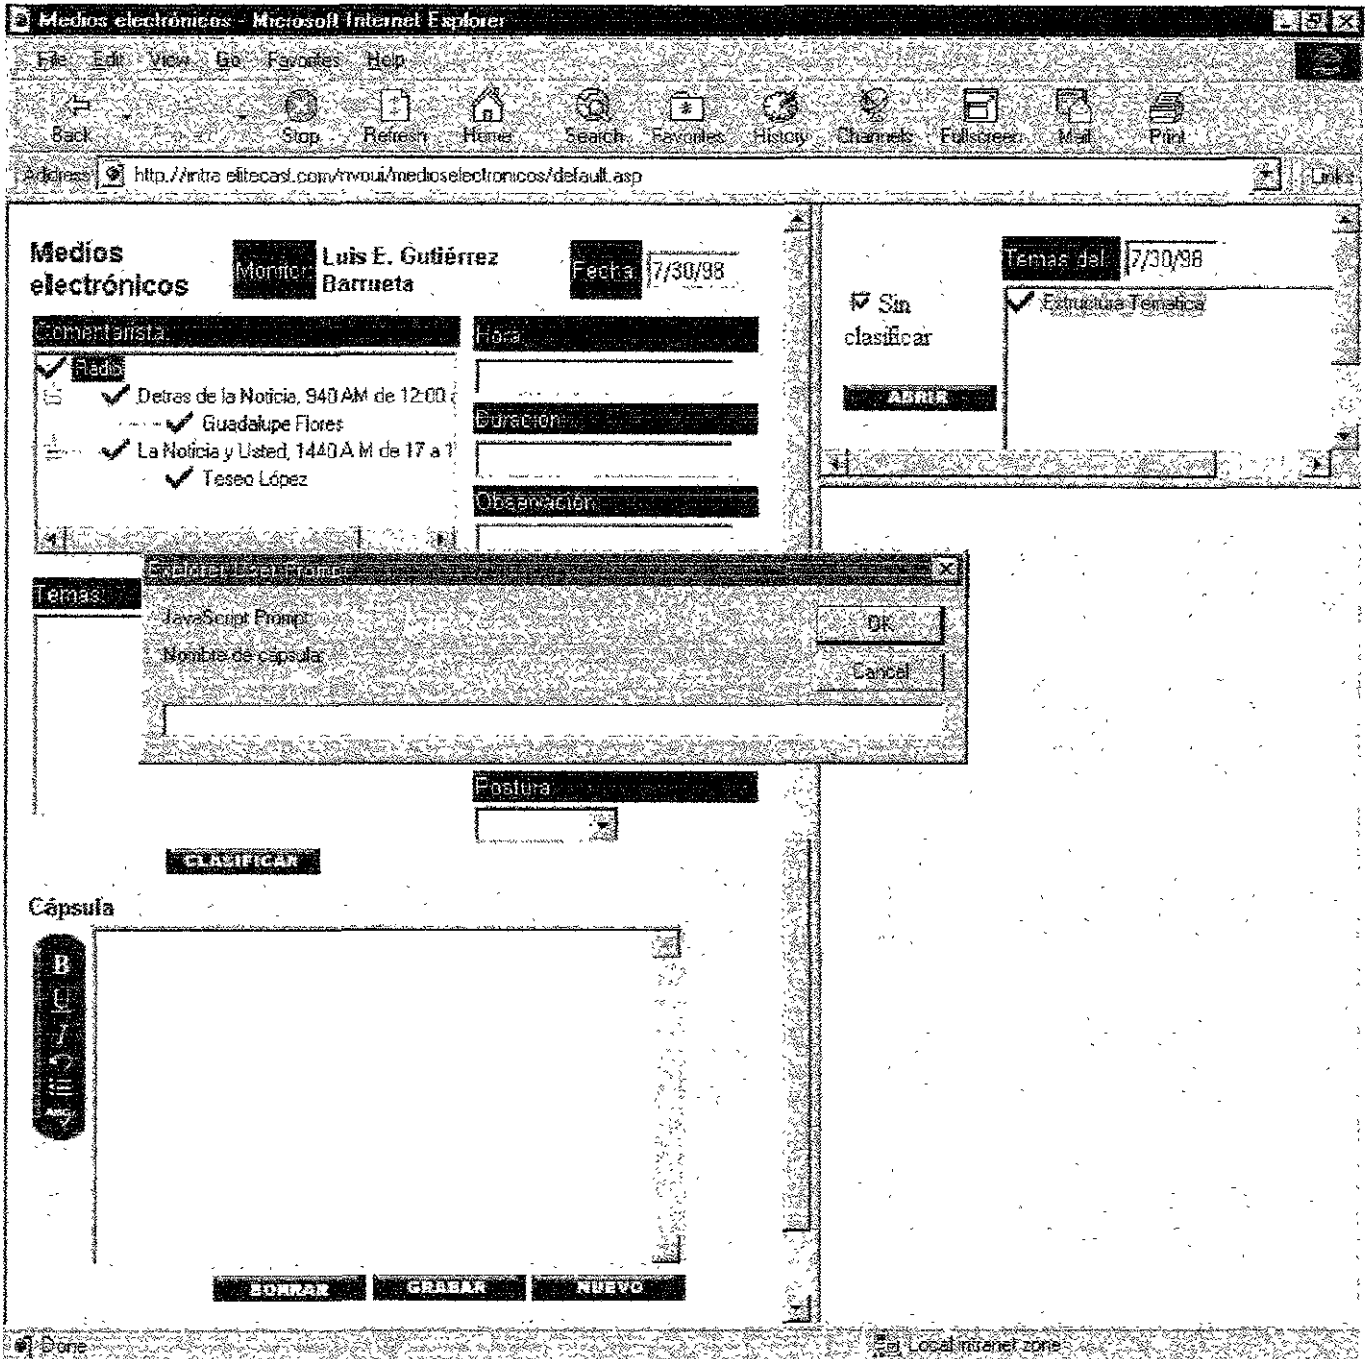 Medios electrónicos - Microsoft Internet Explorer
File Edit View Go Favorites Help
Back Stop Refresh Home Search Favorites History Channels Fullscreen Mail Print
Address http://intra.elitecast.com/nvoui/medioselectronicos/default.asp Links
Medios electrónicos
Monitor Luis E. Gutiérrez Barrueta
Fecha 7/30/98
Comentarista
Radio
Detras de la Noticia, 940 AM de 12:00
Guadalupe Flores
La Noticia y Usted, 1440 A M de 17 a 1
Teseo López
Hora
Duración
Observación
Temas del 7/30/98
Sin clasificar
Estructura Tematica
ABRIR
Explorer User Prompt
JavaScript Prompt:
Nombre de cápsula:
OK
Cancel
Temas
Postura
CLASIFICAR
Cápsula
B
U
I
BORRAR GRABAR NUEVO
Done Local intranet zone